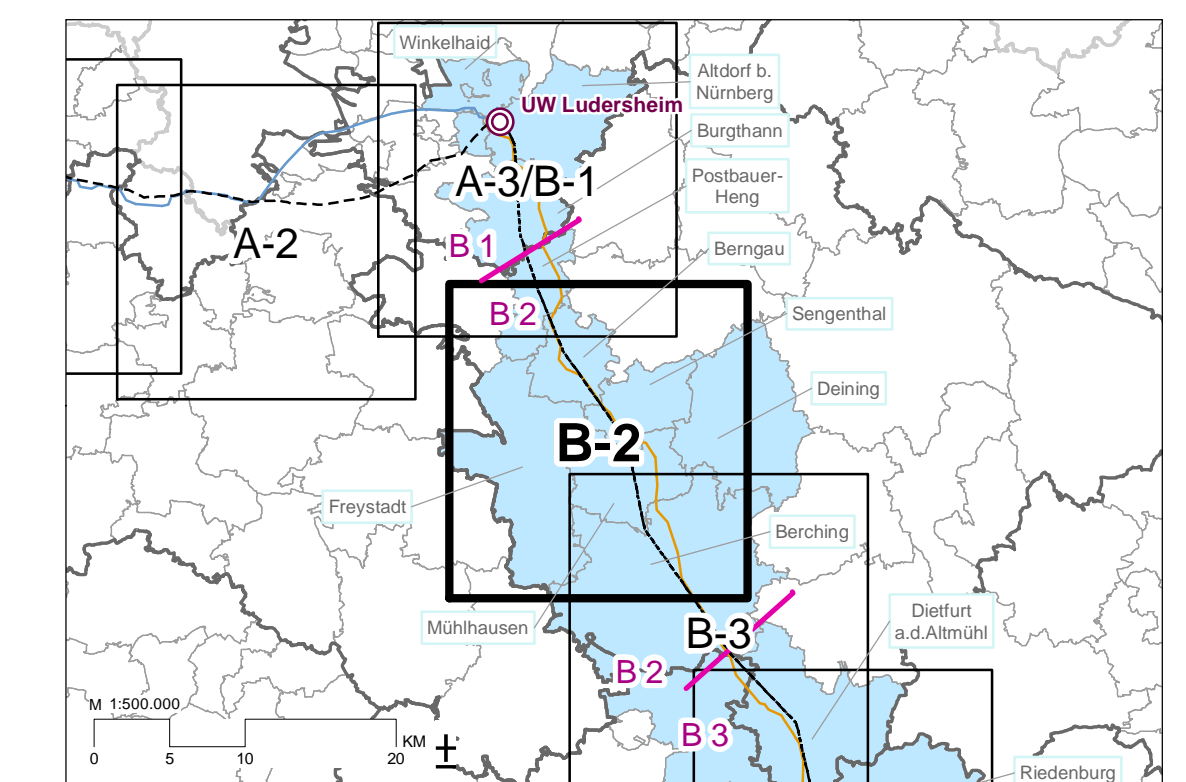 Winkelhaid
Altdorf b.
Nürnberg
UW Ludersheim
Burgthann
A-3/B-1
Postbauer-
Heng
A-2
B 1
Berngau
B 2
Sengenthal
Deining
B-2
Freystadt
Berching
Mühlhausen
Dietfurt
a.d.Altmühl
B-3
B 2
B 3
M 1:500.000
KM
0 5 10 20
Riedenburg